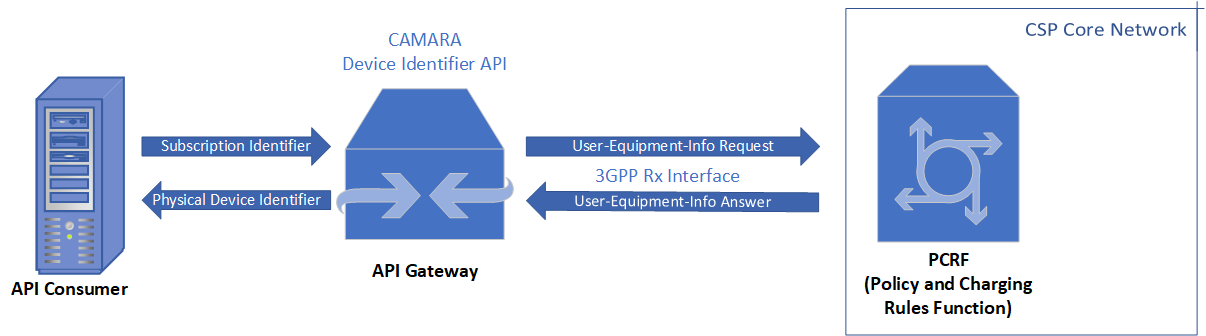 CSP Core Network
CAMARA
Device Identifier API
Subscription Identifier
User-Equipment-Info Request
3GPP Rx Interface
Physical Device Identifier
User-Equipment-Info Answer
API Consumer
API Gateway
PCRF
(Policy and Charging
Rules Function)